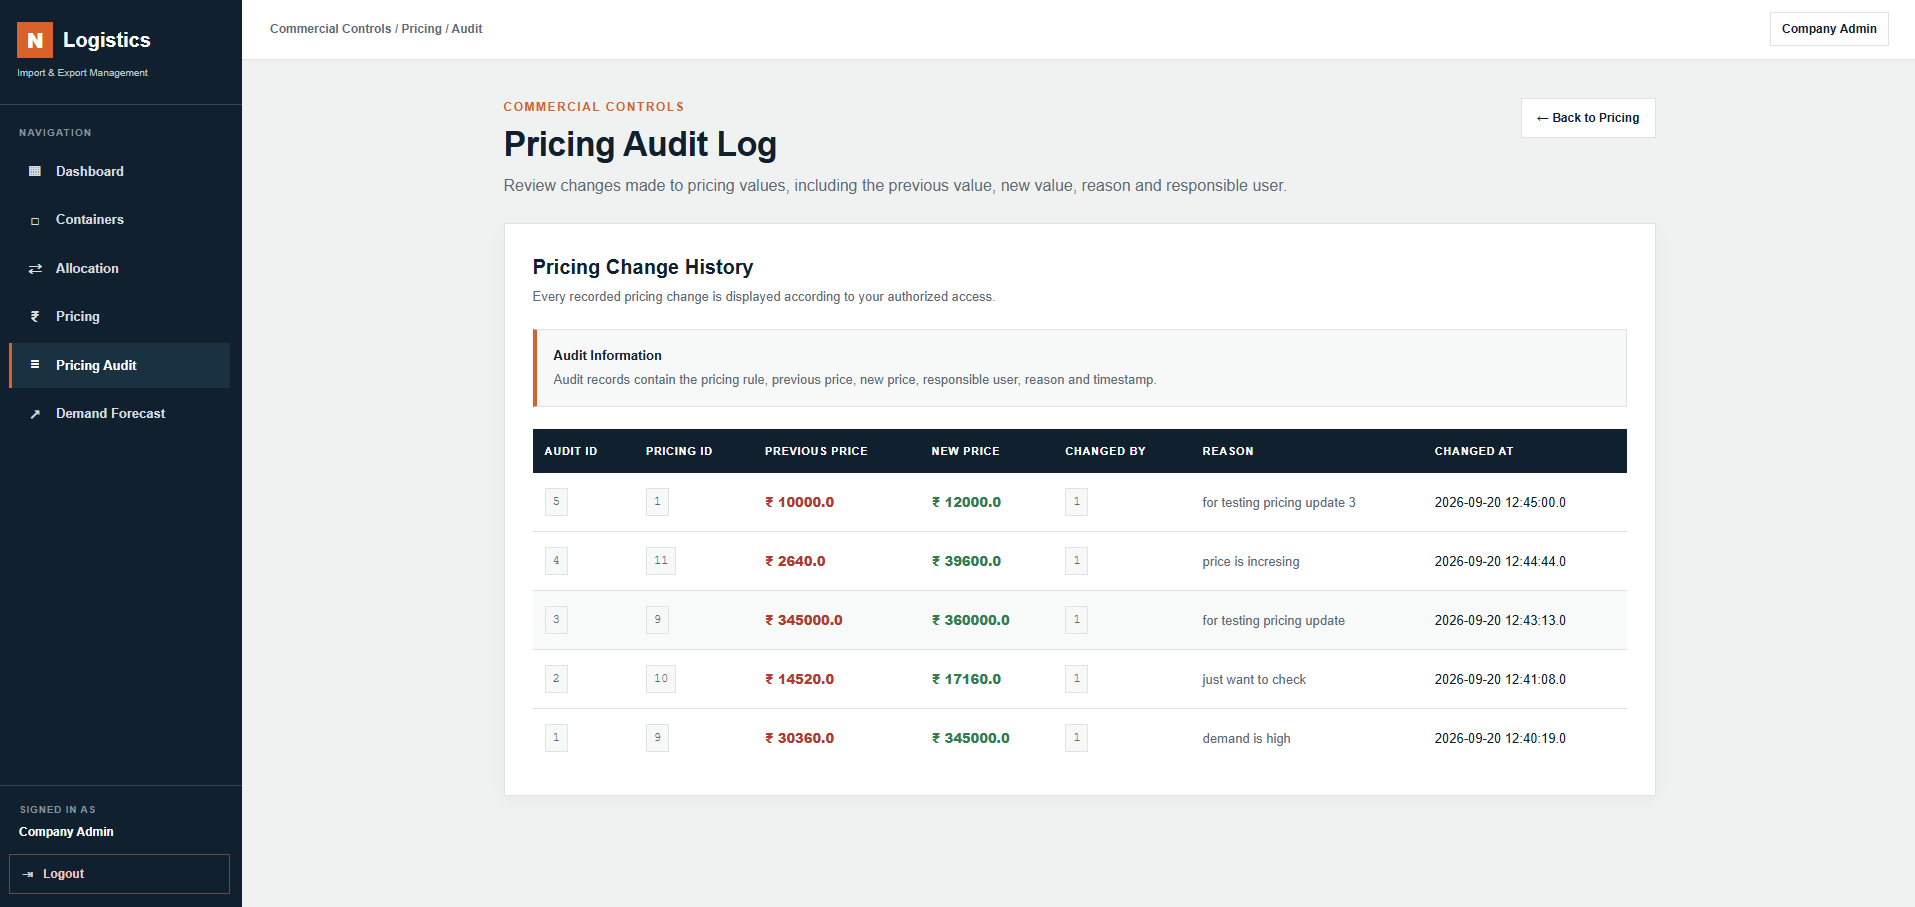 N Logistics
Import & Export Management
NAVIGATION
Dashboard
Containers
Allocation
₹ Pricing
Pricing Audit
Demand Forecast
SIGNED IN AS
Company Admin
Logout
Commercial Controls / Pricing / Audit
Company Admin
COMMERCIAL CONTROLS
Pricing Audit Log
Review changes made to pricing values, including the previous value, new value, reason and responsible user.
← Back to Pricing
Pricing Change History
Every recorded pricing change is displayed according to your authorized access.
Audit Information
Audit records contain the pricing rule, previous price, new price, responsible user, reason and timestamp.
AUDIT ID PRICING ID PREVIOUS PRICE NEW PRICE CHANGED BY REASON CHANGED AT
5 1 ₹ 10000.0 ₹ 12000.0 1 for testing pricing update 3 2026-09-20 12:45:00.0
4 11 ₹ 2640.0 ₹ 39600.0 1 price is incresing 2026-09-20 12:44:44.0
3 9 ₹ 345000.0 ₹ 360000.0 1 for testing pricing update 2026-09-20 12:43:13.0
2 10 ₹ 14520.0 ₹ 17160.0 1 just want to check 2026-09-20 12:41:08.0
1 9 ₹ 30360.0 ₹ 345000.0 1 demand is high 2026-09-20 12:40:19.0